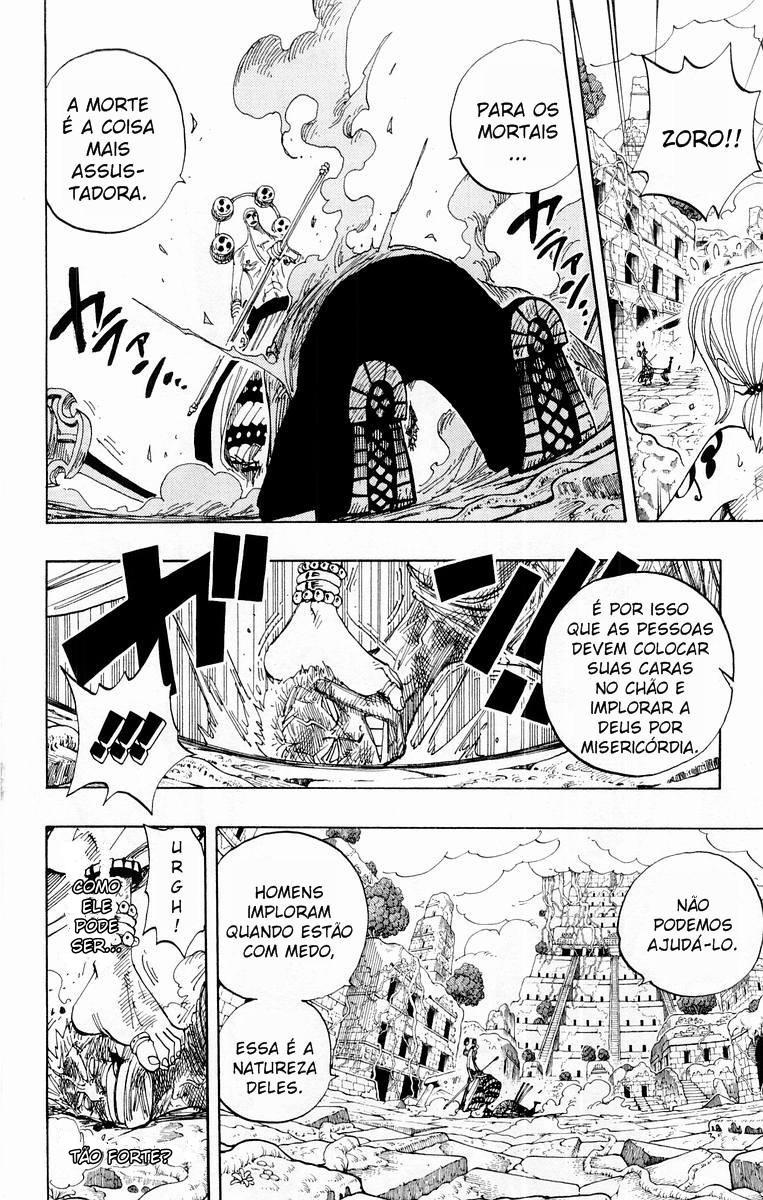 ZORO!!
PARA OS
MORTAIS
...
A MORTE
É A COISA
MAIS
ASSUS-
TADORA.
É POR ISSO
QUE AS PESSOAS
DEVEM COLOCAR
SUAS CARAS
NO CHÃO E
IMPLORAR A
DEUS POR
MISERICÓRDIA.
!!!!
NÃO
PODEMOS
AJUDÁ-LO.
HOMENS
IMPLORAM
QUANDO ESTÃO
COM MEDO,
ESSA É A
NATUREZA
DELES.
URGH!
COMO
ELE
PODE
SER...
TÃO FORTE?